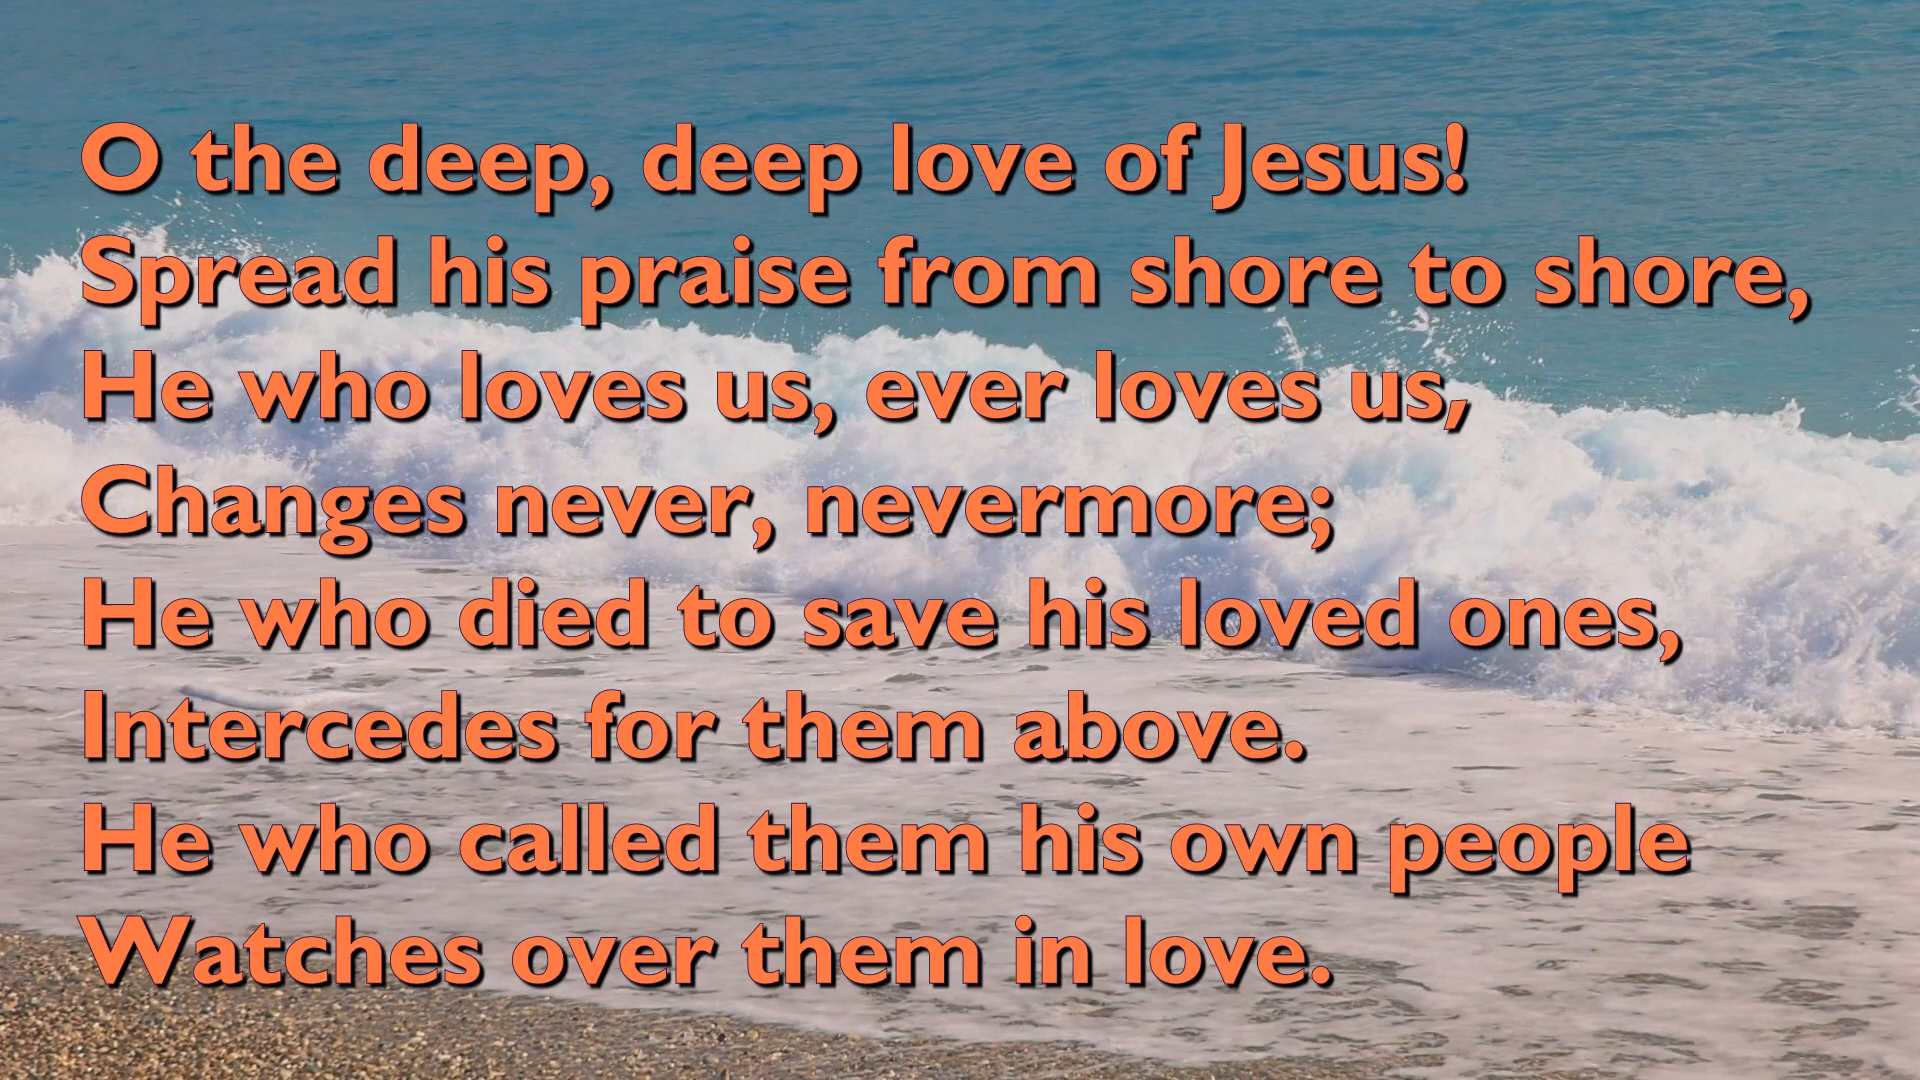 O the deep, deep love of Jesus!
Spread his praise from shore to shore,
He who loves us, ever loves us,
Changes never, nevermore;
He who died to save his loved ones,
Intercedes for them above.
He who called them his own people
Watches over them in love.